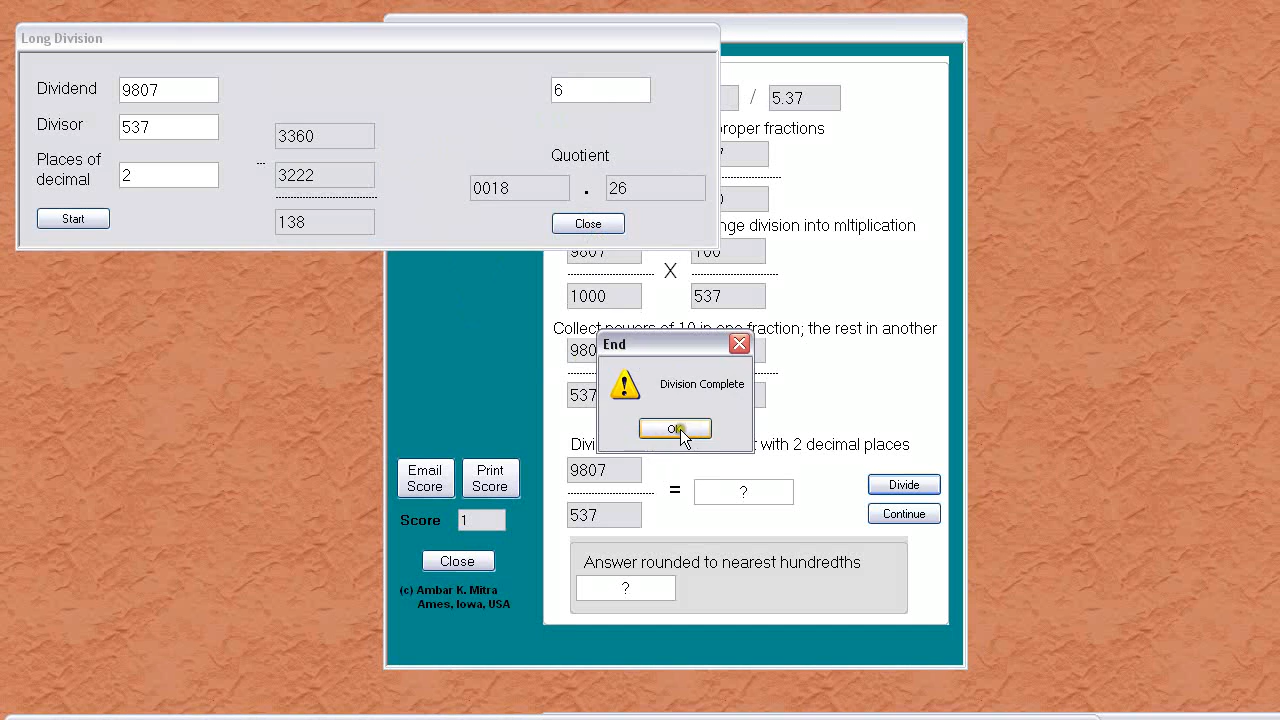 Long Division
Dividend 9807 6
Divisor 537
3360
Places of decimal 2
... 3222
Quotient
0018 . 26
Start 138 Close
/ 5.37
proper fractions
nge division into mltiplication
9807 100
X
1000 537
Collect powers of 10 in one fraction; the rest in another
980
End
Division Complete
537
Divi with 2 decimal places
9807
= ?
537
Divide
Continue
Email Score
Print Score
Score 1
Close
(c) Ambar K. Mitra
Ames, Iowa, USA
Answer rounded to nearest hundredths
?